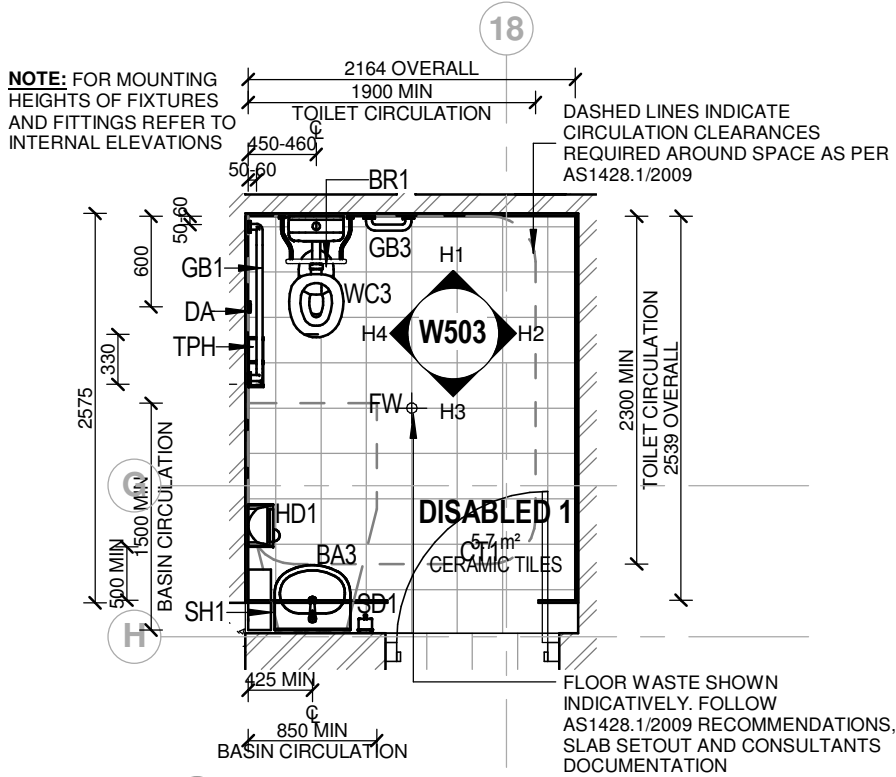 18
2164 OVERALL
1900 MIN
TOILET CIRCULATION
NOTE: FOR MOUNTING
HEIGHTS OF FIXTURES
AND FITTINGS REFER TO
INTERNAL ELEVATIONS
DASHED LINES INDICATE
CIRCULATION CLEARANCES
REQUIRED AROUND SPACE AS PER
AS1428.1/2009
450-460
50-60
BR1
50-60
600
GB3
GB1
H1
WC3
DA
H4
W503
H2
TPH
330
FW
H3
2575
2300 MIN
TOILET CIRCULATION
2539 OVERALL
G
1500 MIN
BASIN CIRCULATION
500 MIN
HD1
DISABLED 1
5.7 m²
CT1
CERAMIC TILES
BA3
SD1
SH1
H
425 MIN
850 MIN
BASIN CIRCULATION
FLOOR WASTE SHOWN
INDICATIVELY. FOLLOW
AS1428.1/2009 RECOMMENDATIONS,
SLAB SETOUT AND CONSULTANTS
DOCUMENTATION